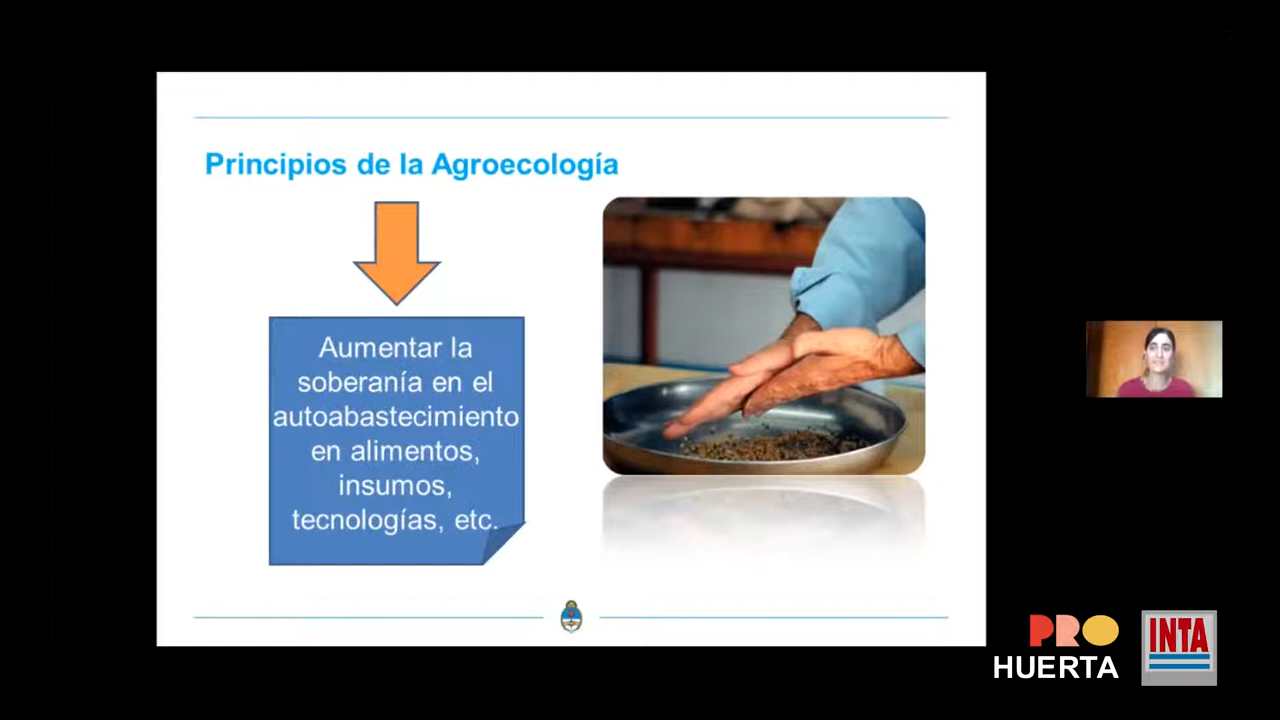 Principios de la Agroecología
Aumentar la
soberanía en el
autoabastecimiento
en alimentos,
insumos,
tecnologías, etc.
PRO
HUERTA
INTA